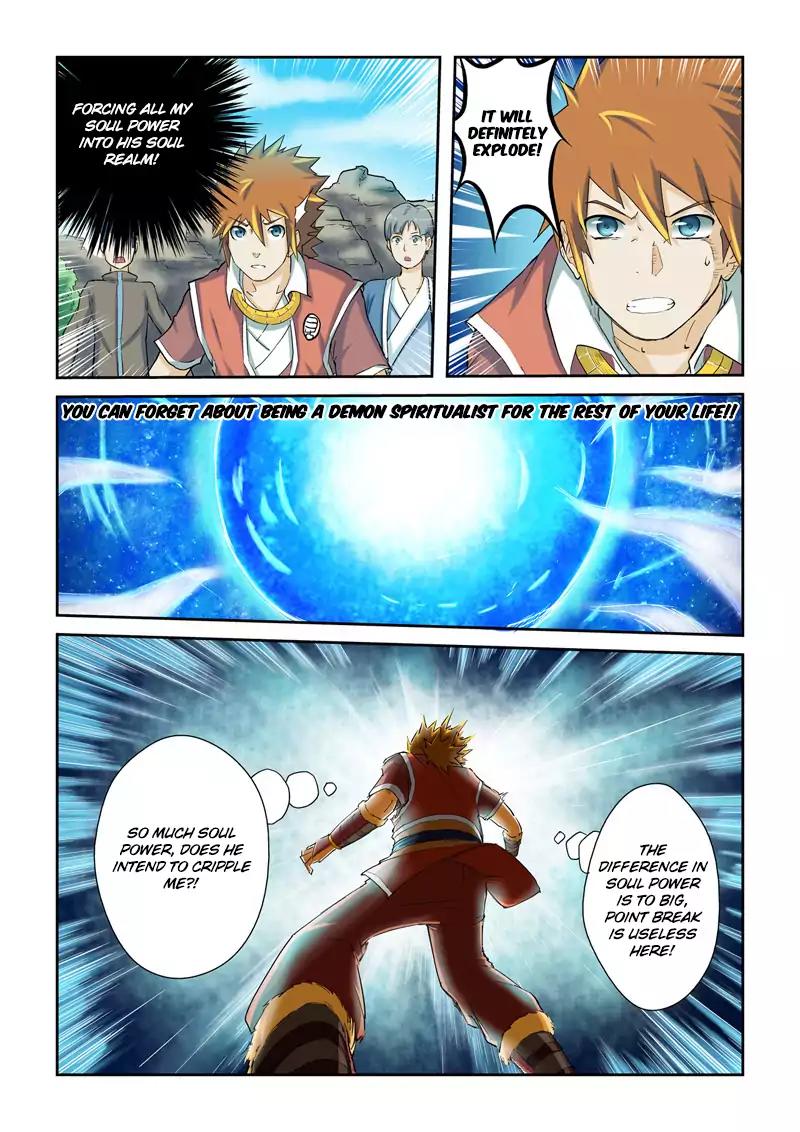 FORCING ALL MY
SOUL POWER
INTO HIS SOUL
REALM!
IT WILL
DEFINITELY
EXPLODE!
YOU CAN FORGET ABOUT BEING A DEMON SPIRITUALIST FOR THE REST OF YOUR LIFE!!
SO MUCH SOUL
POWER, DOES HE
INTEND TO CRIPPLE
ME?!
THE
DIFFERENCE IN
SOUL POWER
IS TO BIG,
POINT BREAK
IS USELESS
HERE!